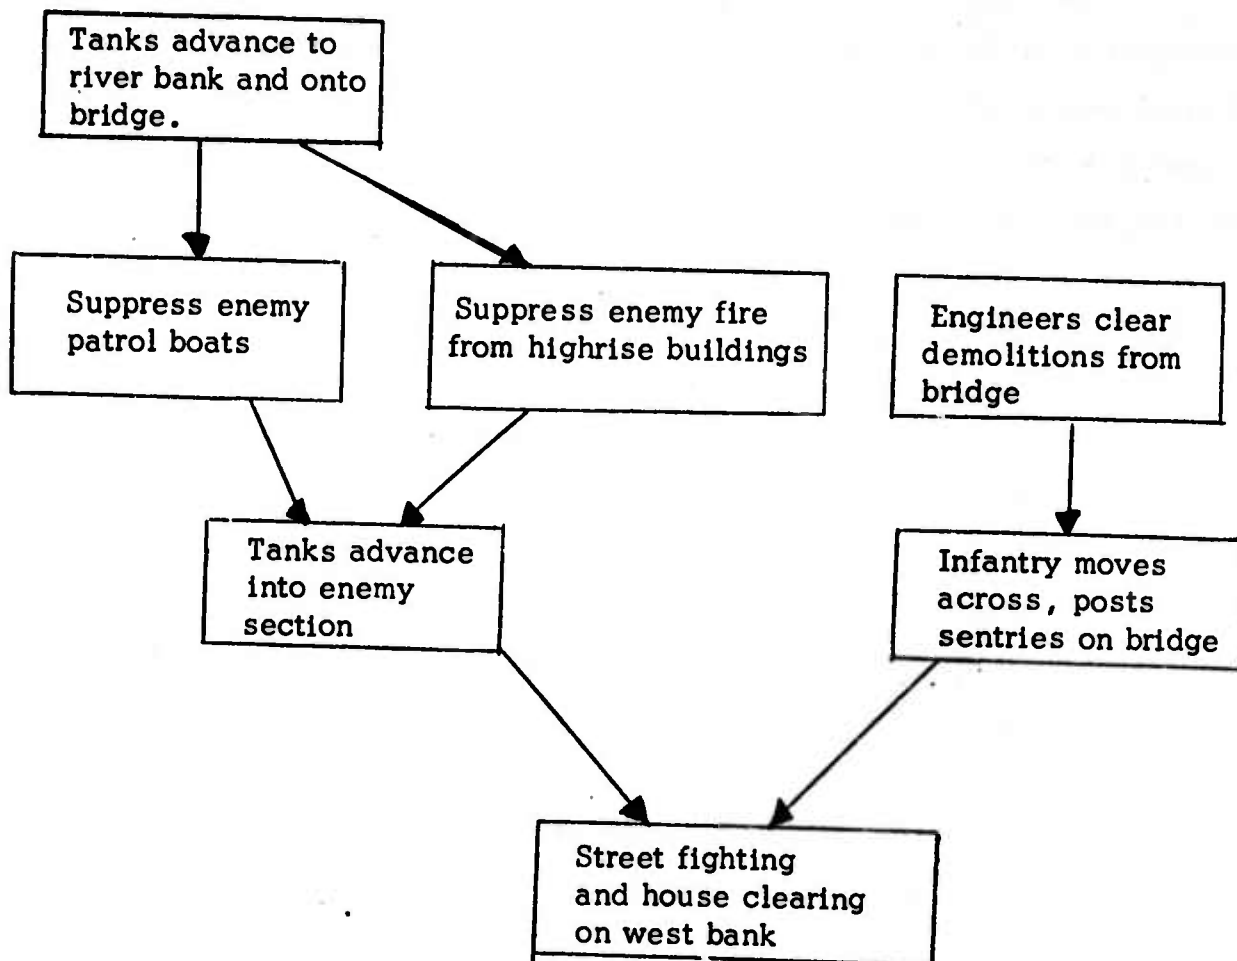 Tanks advance to
river bank and onto
bridge.
Suppress enemy
patrol boats
Suppress enemy fire
from highrise buildings
Engineers clear
demolitions from
bridge
Tanks advance
into enemy
section
Infantry moves
across, posts
sentries on bridge
Street fighting
and house clearing
on west bank